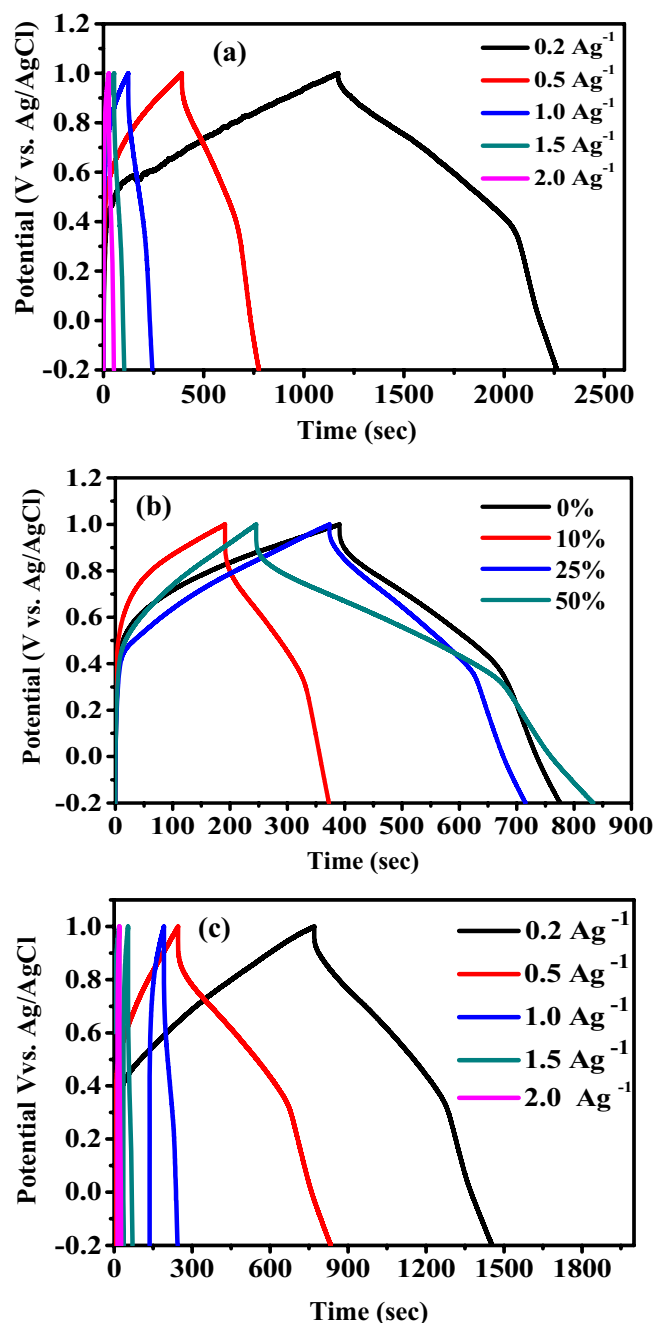 (a)
0.2 Ag⁻¹
0.5 Ag⁻¹
1.0 Ag⁻¹
1.5 Ag⁻¹
2.0 Ag⁻¹
Potential (V vs. Ag/AgCl)
1.2
1.0
0.8
0.6
0.4
0.2
0.0
-0.2
0 500 1000 1500 2000 2500
Time (sec)
(b)
0%
10%
25%
50%
Potential (V vs. Ag/AgCl)
1.2
1.0
0.8
0.6
0.4
0.2
0.0
-0.2
0 100 200 300 400 500 600 700 800 900
Time (sec)
(c)
0.2 Ag⁻¹
0.5 Ag⁻¹
1.0 Ag⁻¹
1.5 Ag⁻¹
2.0 Ag⁻¹
Potential Vvs. Ag/AgCl
1.0
0.8
0.6
0.4
0.2
0.0
-0.2
0 300 600 900 1200 1500 1800
Time (sec)